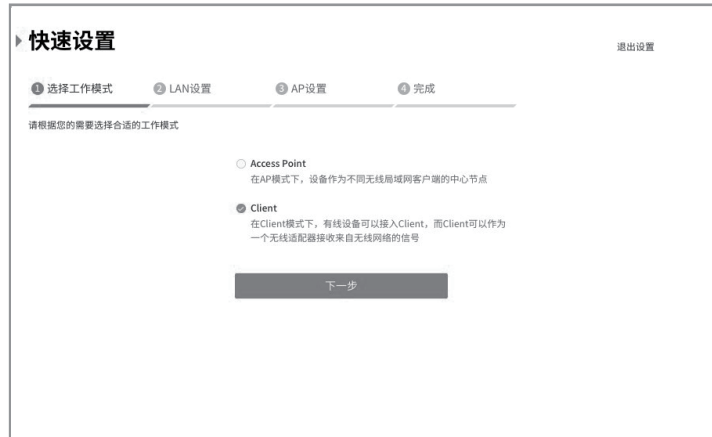 快速设置
退出设置
1 选择工作模式
2 LAN设置
3 AP设置
4 完成
请根据您的需要选择合适的工作模式
Access Point
在AP模式下，设备作为不同无线局域网客户端的中心节点
Client
在Client模式下，有线设备可以接入Client，而Client可以作为
一个无线适配器接收来自无线网络的信号
下一步